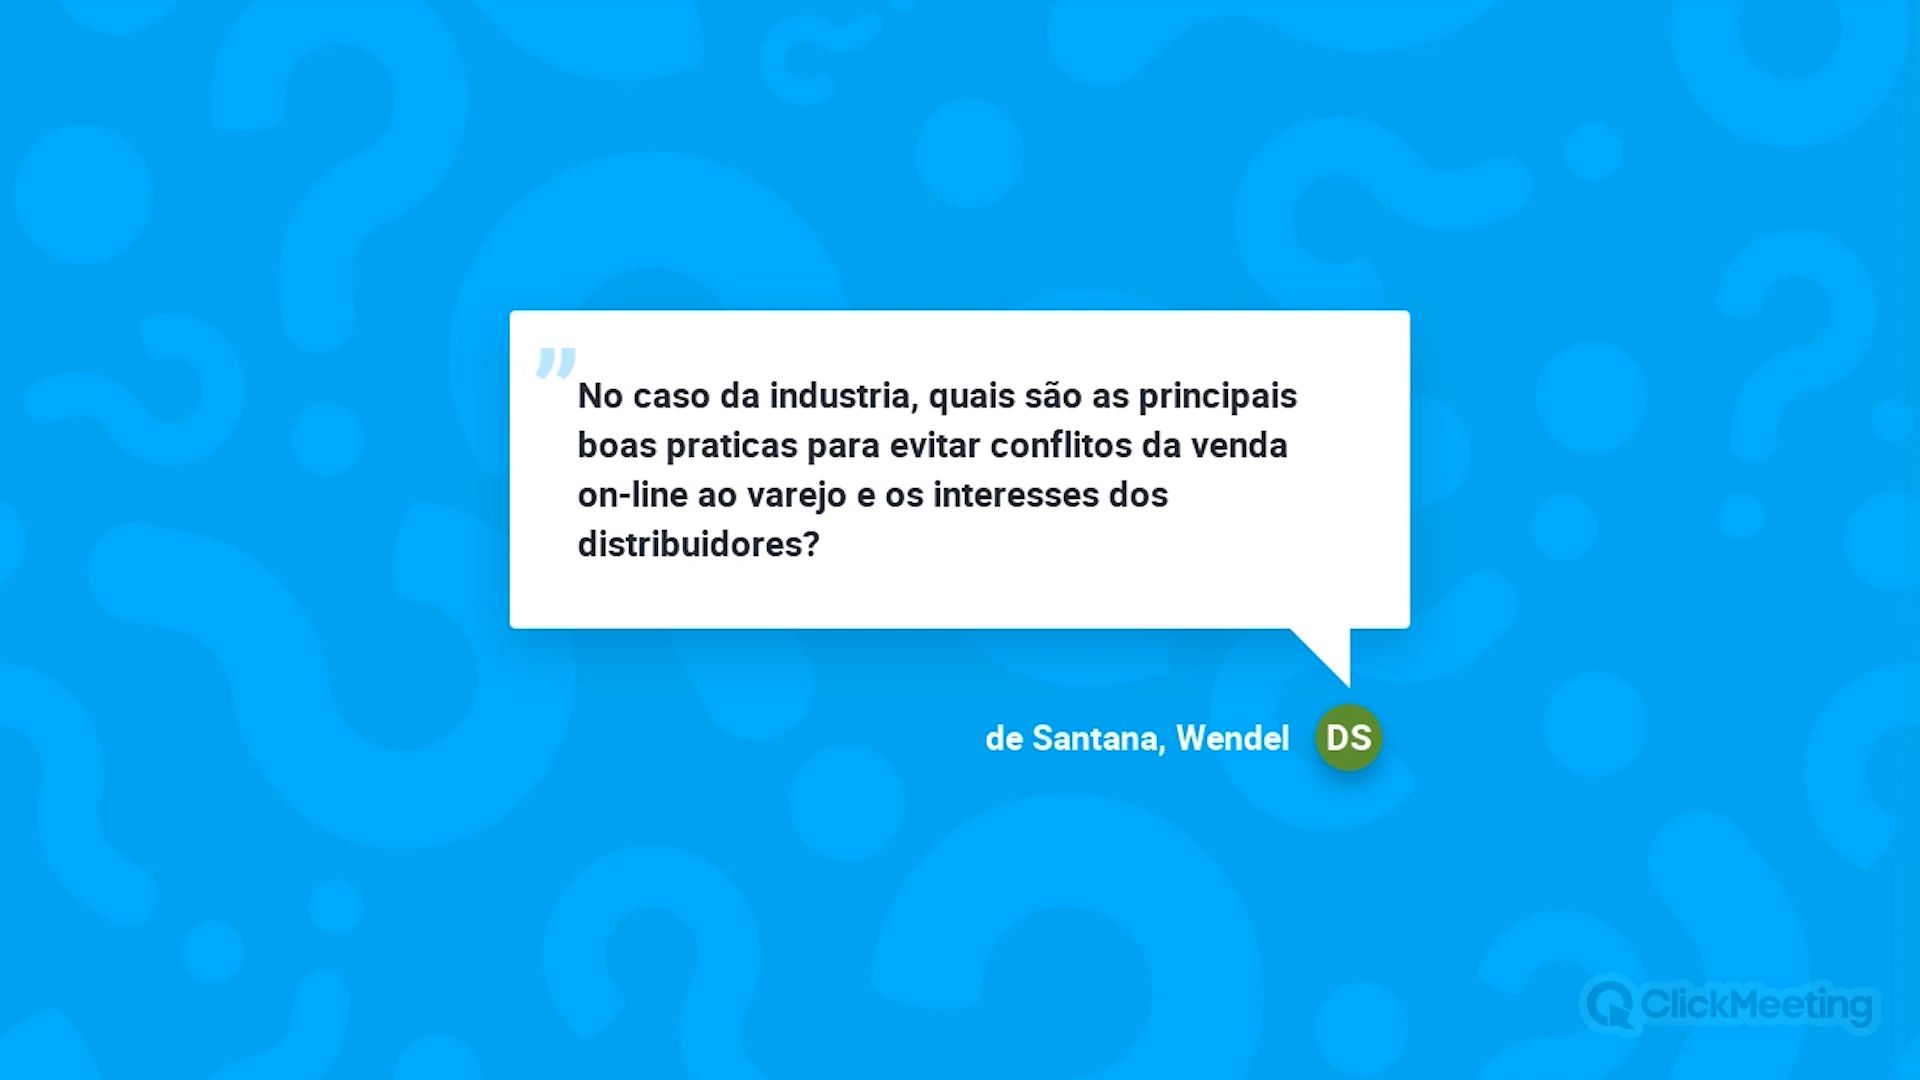 ”
No caso da industria, quais são as principais
boas praticas para evitar conflitos da venda
on-line ao varejo e os interesses dos
distribuidores?
de Santana, Wendel
DS
ClickMeeting